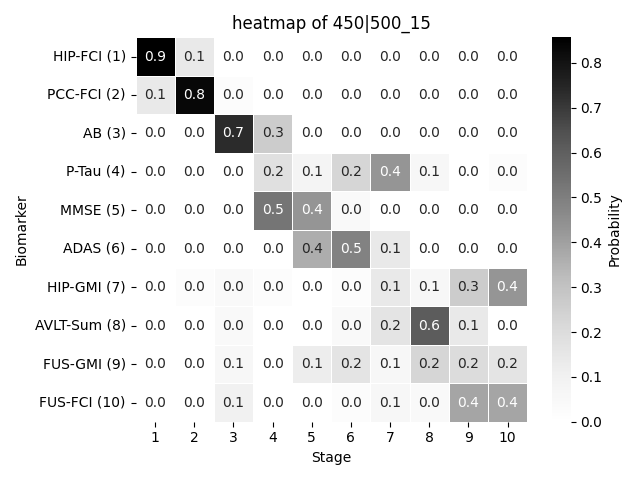 heatmap of 450|500_15
HIP-FCI (1) 0.9 0.1 0.0 0.0 0.0 0.0 0.0 0.0 0.0 0.0
PCC-FCI (2) 0.1 0.8 0.0 0.0 0.0 0.0 0.0 0.0 0.0 0.0
AB (3) 0.0 0.0 0.7 0.3 0.0 0.0 0.0 0.0 0.0 0.0
P-Tau (4) 0.0 0.0 0.0 0.2 0.1 0.2 0.4 0.1 0.0 0.0
MMSE (5) 0.0 0.0 0.0 0.5 0.4 0.0 0.0 0.0 0.0 0.0
ADAS (6) 0.0 0.0 0.0 0.0 0.4 0.5 0.1 0.0 0.0 0.0
HIP-GMI (7) 0.0 0.0 0.0 0.0 0.0 0.0 0.1 0.1 0.3 0.4
AVLT-Sum (8) 0.0 0.0 0.0 0.0 0.0 0.0 0.2 0.6 0.1 0.0
FUS-GMI (9) 0.0 0.0 0.1 0.0 0.1 0.2 0.1 0.2 0.2 0.2
FUS-FCI (10) 0.0 0.0 0.1 0.0 0.0 0.0 0.1 0.0 0.4 0.4
1 2 3 4 5 6 7 8 9 10
Stage
Biomarker
0.8
0.7
0.6
0.5
0.4
0.3
0.2
0.1
0.0
Probability